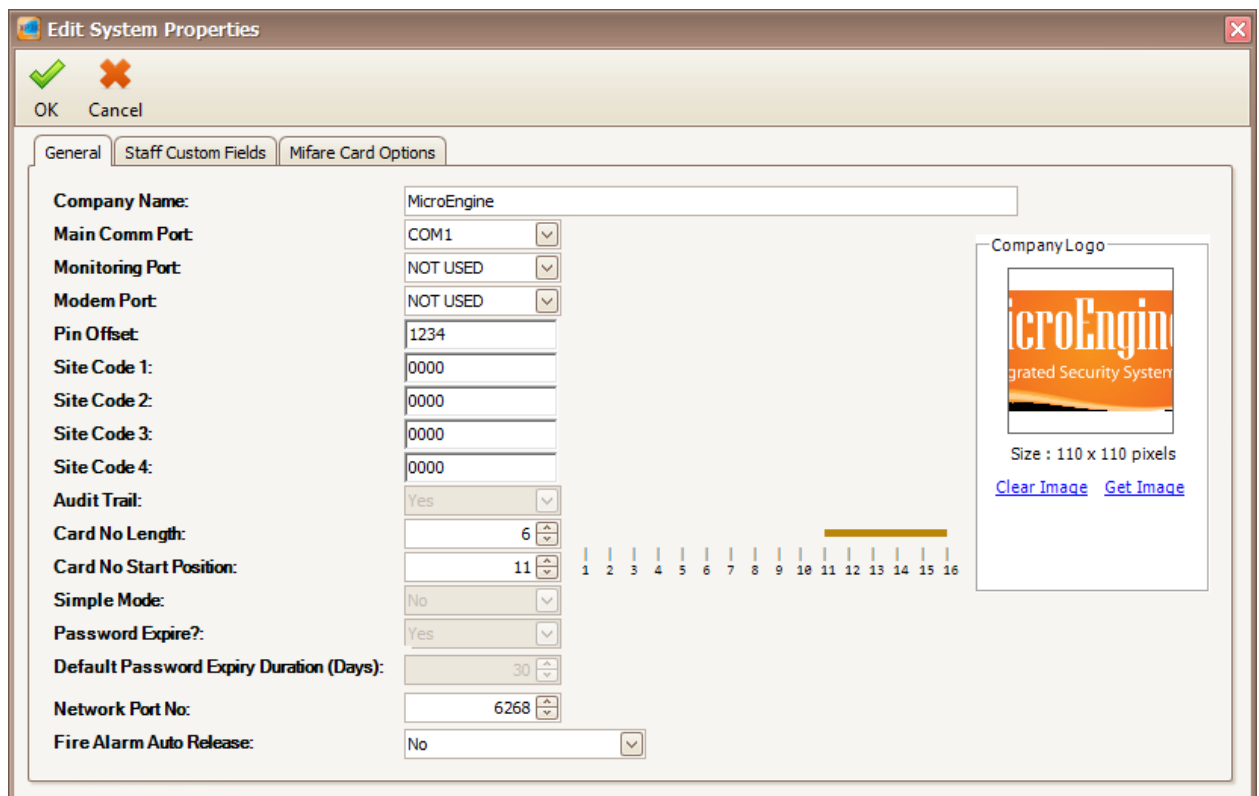 Edit System Properties
OK Cancel
General Staff Custom Fields Mifare Card Options
Company Name: MicroEngine
Main Comm Port: COM1
Monitoring Port: NOT USED
Modem Port: NOT USED
Pin Offset: 1234
Site Code 1: 0000
Site Code 2: 0000
Site Code 3: 0000
Site Code 4: 0000
Audit Trail: Yes
Card No Length: 6
Card No Start Position: 11
1 2 3 4 5 6 7 8 9 10 11 12 13 14 15 16
Simple Mode: No
Password Expire?: Yes
Default Password Expiry Duration (Days): 30
Network Port No: 6268
Fire Alarm Auto Release: No
Company Logo
icroEngin
grated Security System
Size : 110 x 110 pixels
Clear Image Get Image